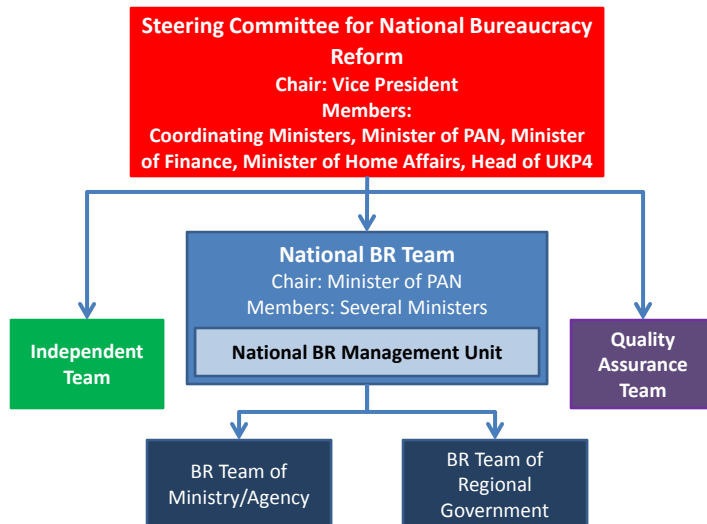 Steering Committee for National Bureaucracy
Reform
Chair: Vice President
Members:
Coordinating Ministers, Minister of PAN, Minister
of Finance, Minister of Home Affairs, Head of UKP4
National BR Team
Chair: Minister of PAN
Members: Several Ministers
National BR Management Unit
Independent
Team
Quality
Assurance
Team
BR Team of
Ministry/Agency
BR Team of
Regional
Government